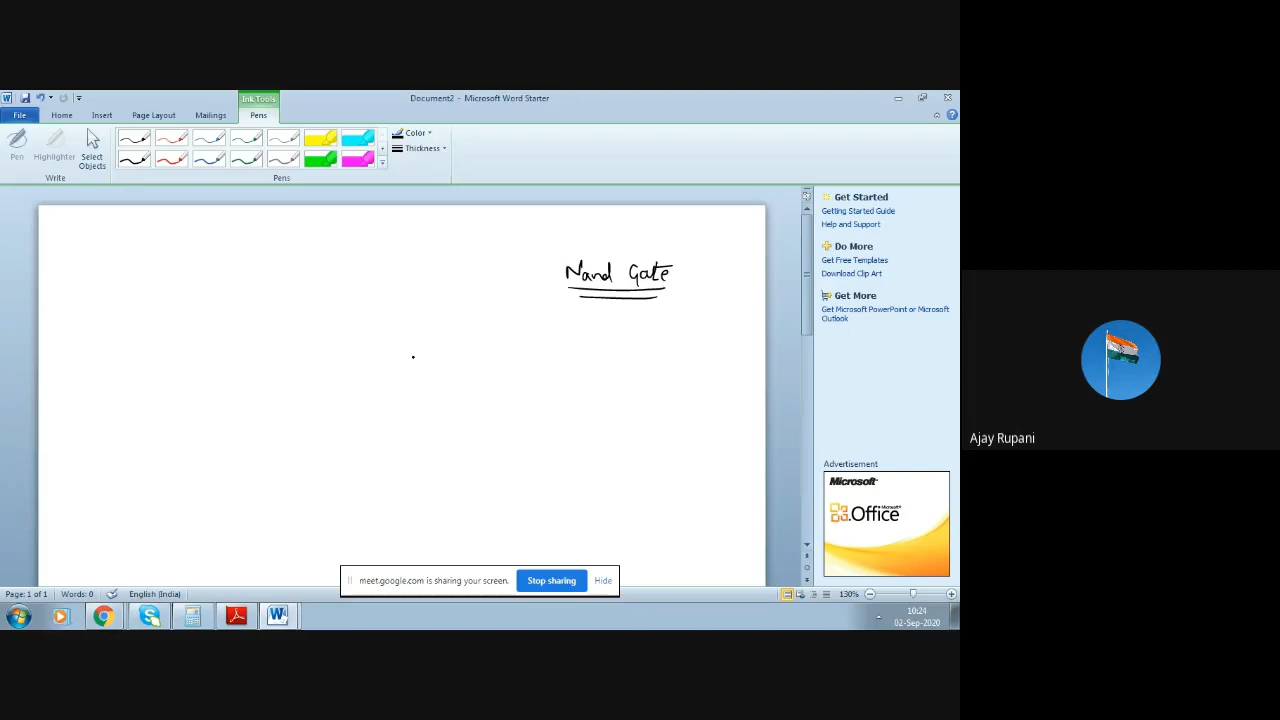 Document2 - Microsoft Word Starter
Ink Tools
File Home Insert Page Layout Mailings Pens
Pen Highlighter Select Objects
Color
Thickness
Write Pens
Nand Gate
Get Started
Getting Started Guide
Help and Support
Do More
Get Free Templates
Download Clip Art
Get More
Get Microsoft PowerPoint or Microsoft
Outlook
Advertisement
Microsoft
Microsoft
Office
Ajay Rupani
meet.google.com is sharing your screen. Stop sharing Hide
Page: 1 of 1 Words: 0 English (India) 130%
10:24
02-Sep-2020